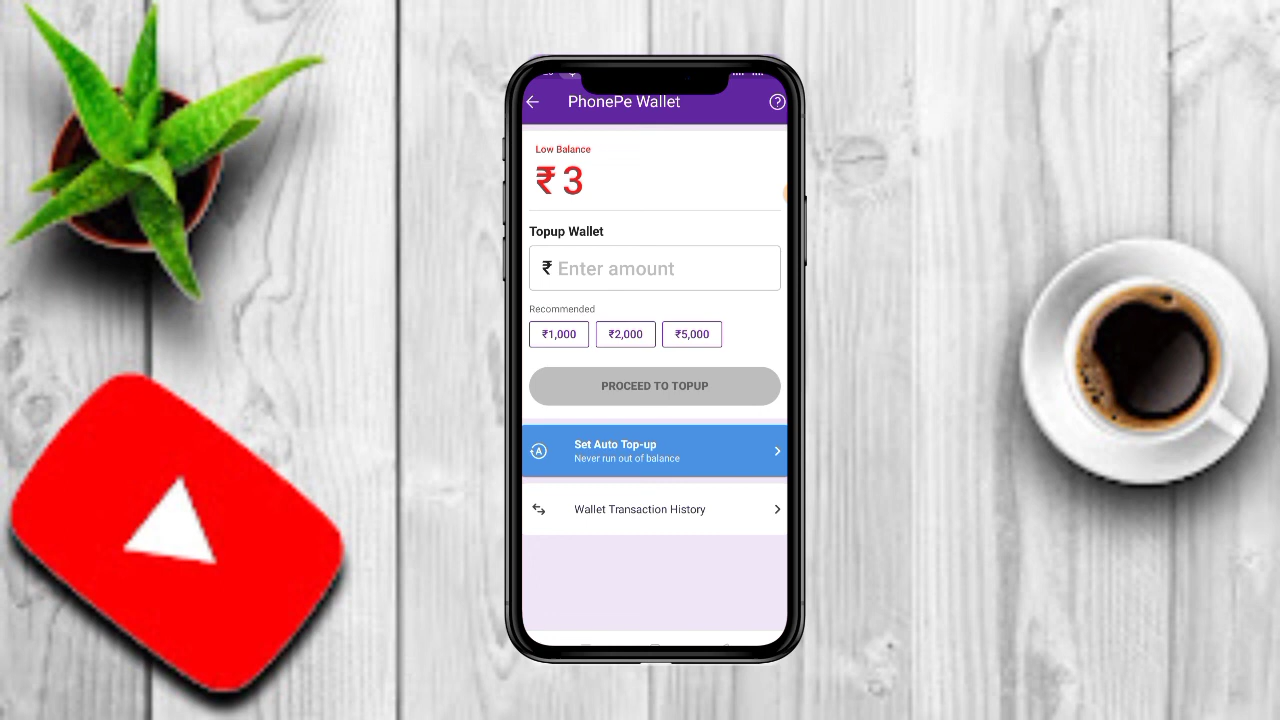 PhonePe Wallet
Low Balance
₹ 3
Topup Wallet
₹ Enter amount
Recommended
₹1,000 ₹2,000 ₹5,000
PROCEED TO TOPUP
A Set Auto Top-up
Never run out of balance
Wallet Transaction History